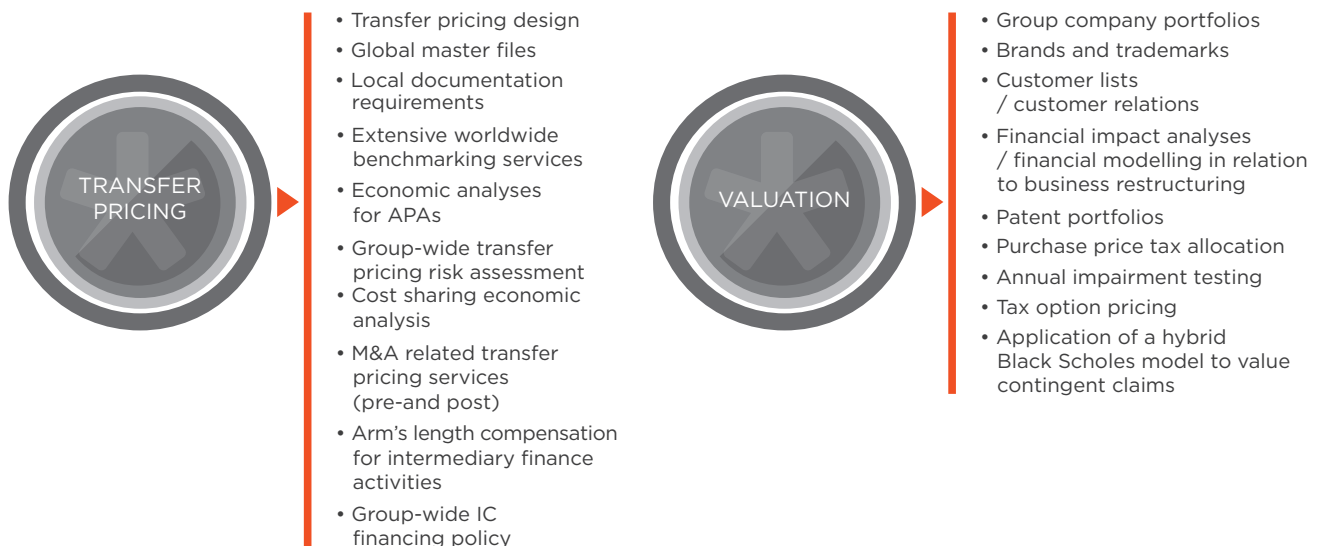 TRANSFER
PRICING
• Transfer pricing design
• Global master files
• Local documentation
requirements
• Extensive worldwide
benchmarking services
• Economic analyses
for APAs
• Group-wide transfer
pricing risk assessment
• Cost sharing economic
analysis
• M&A related transfer
pricing services
(pre-and post)
• Arm’s length compensation
for intermediary finance
activities
• Group-wide IC
financing policy
VALUATION
• Group company portfolios
• Brands and trademarks
• Customer lists
/ customer relations
• Financial impact analyses
/ financial modelling in relation
to business restructuring
• Patent portfolios
• Purchase price tax allocation
• Annual impairment testing
• Tax option pricing
• Application of a hybrid
Black Scholes model to value
contingent claims